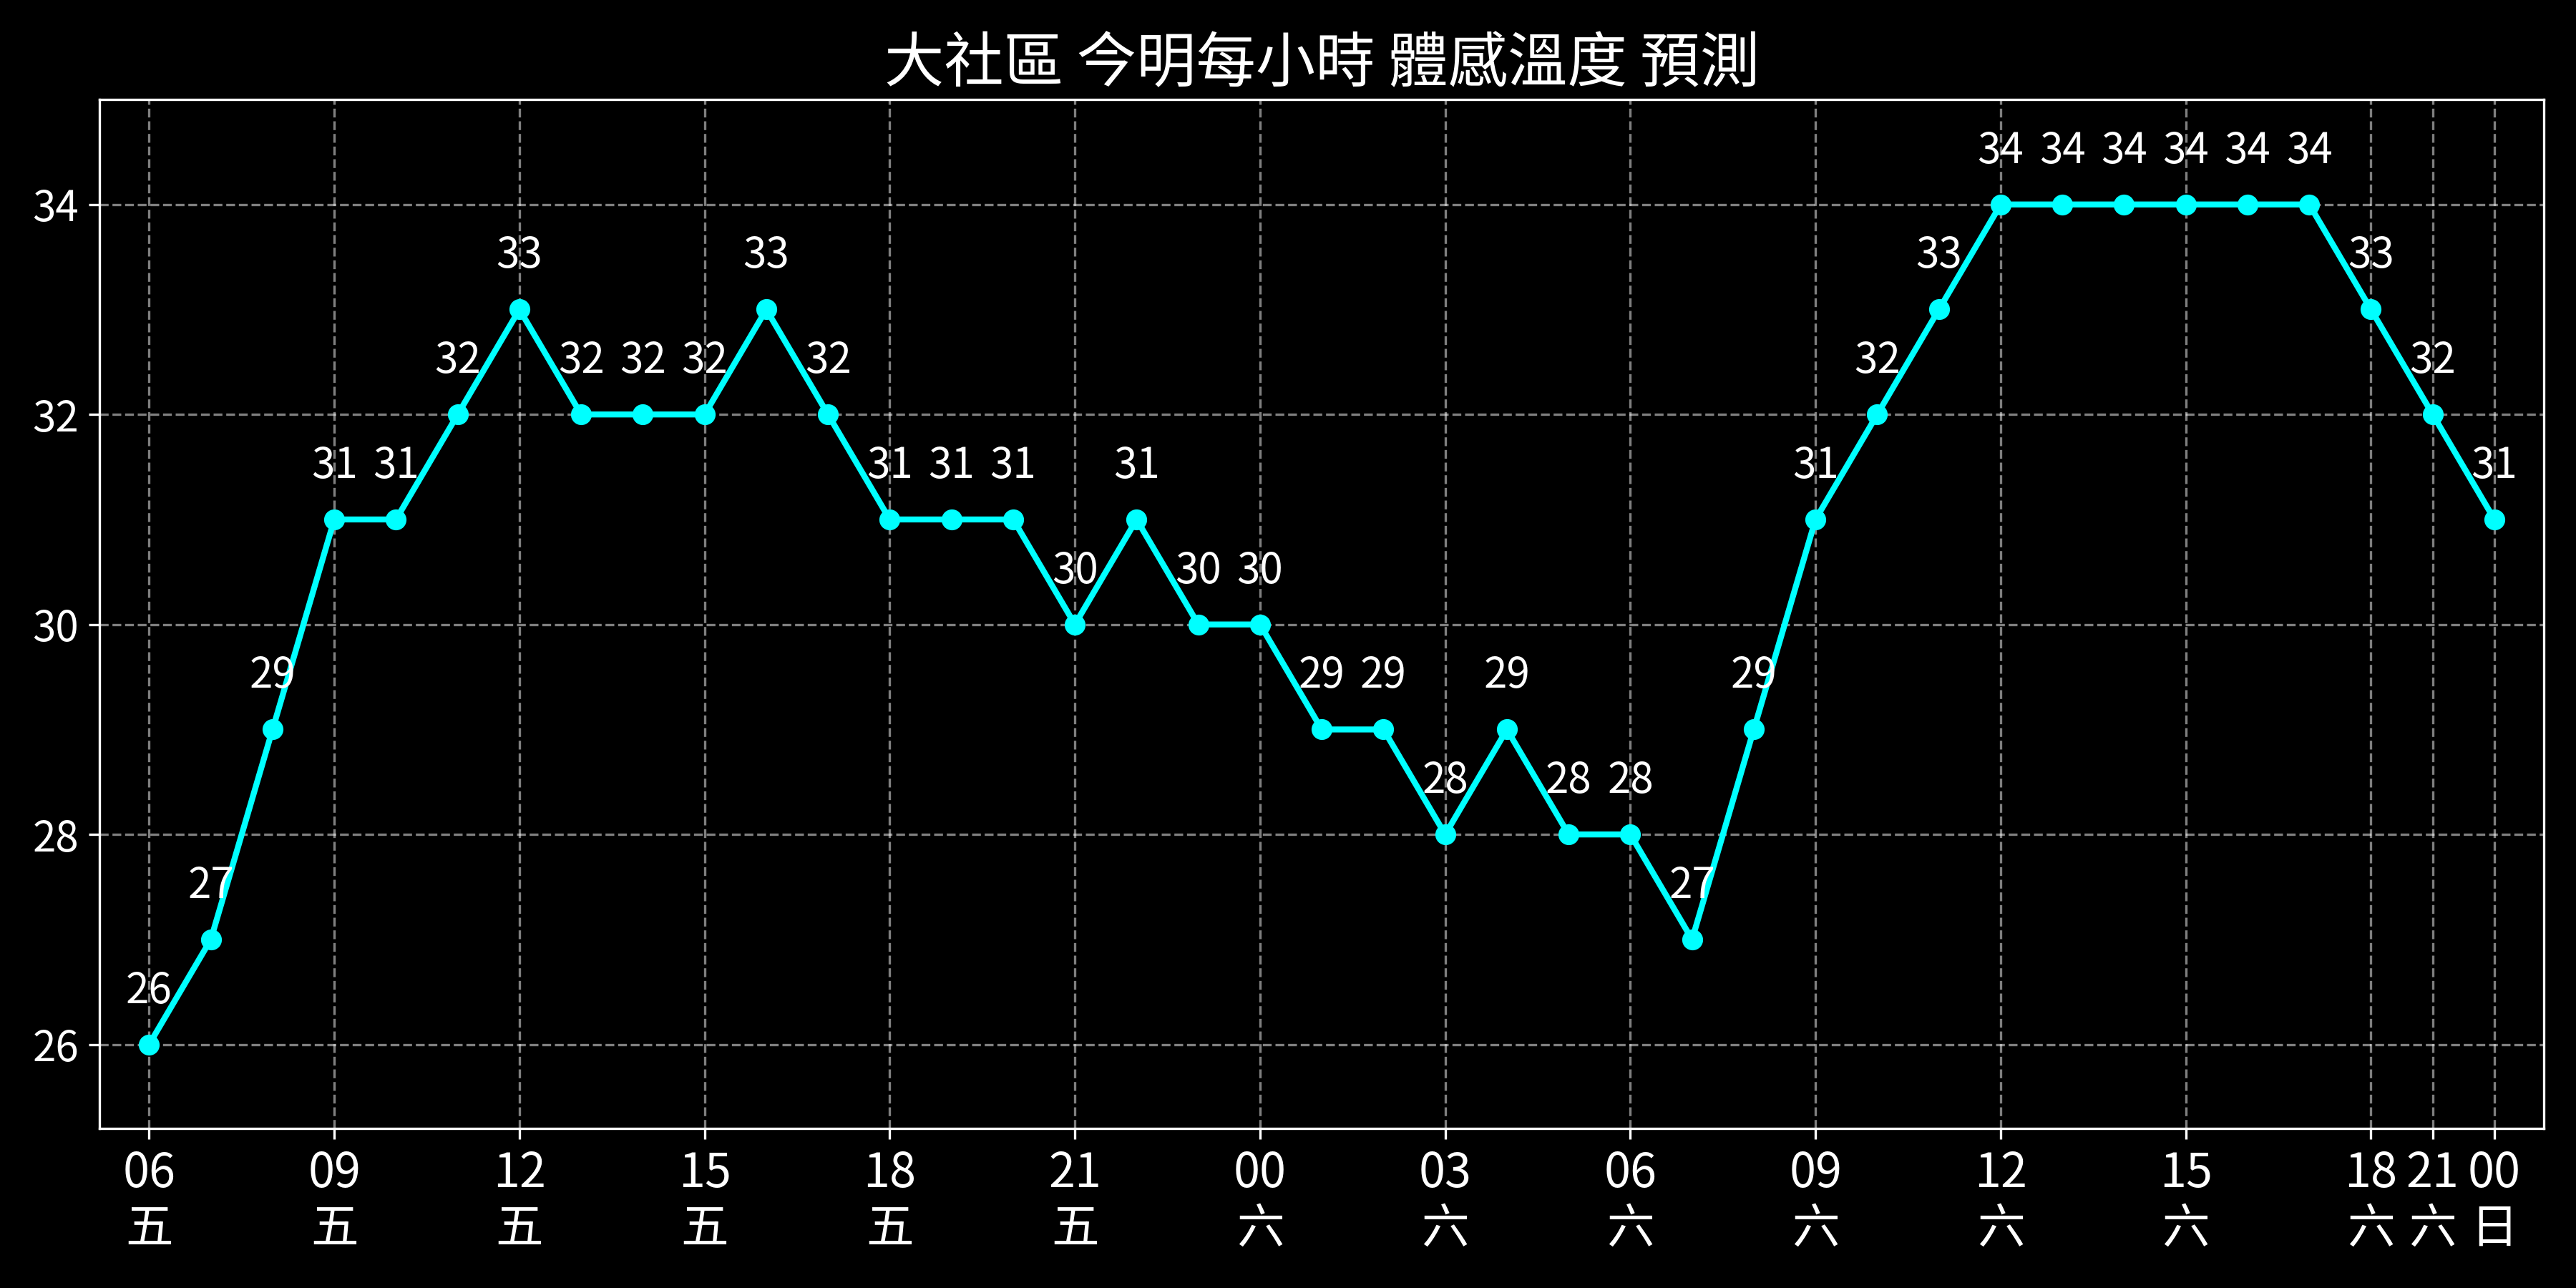 大社區 今明每小時 體感溫度 預測
34 34 34 34 34 34
34
33 33 33 33
32 32 32 32 32 32 32
32
31 31 31 31 31 31 31 31
30 30 30
30
29 29 29 29 29
28 28 28
28
27 27
26
26
06 09 12 15 18 21 00 03 06 09 12 15 18 21 00
五 五 五 五 五 五 六 六 六 六 六 六 六 六 日